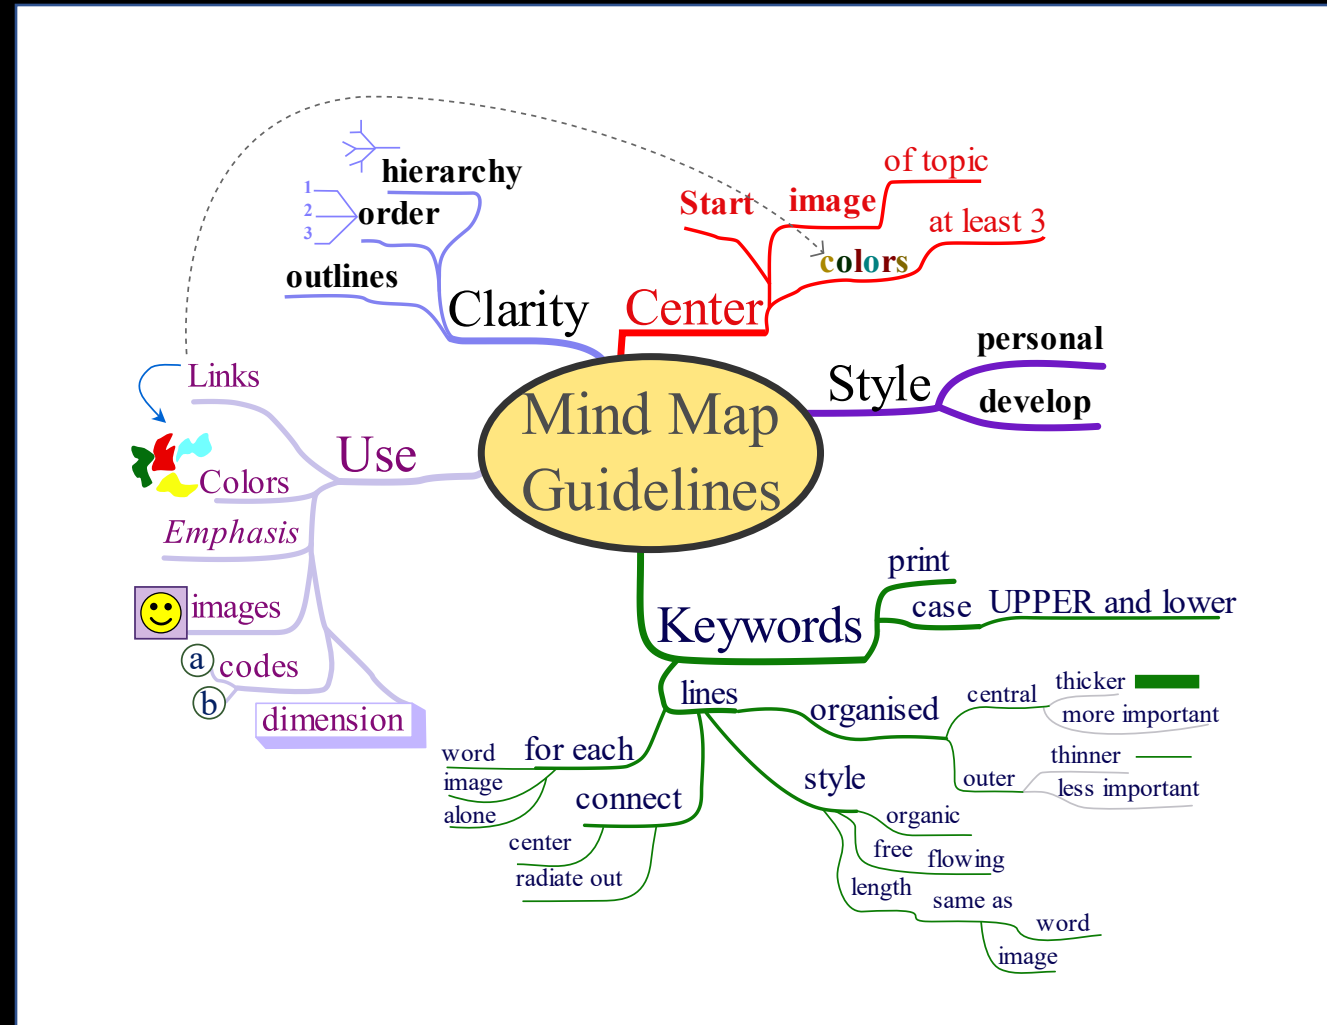 Mind Map
Guidelines
Center
Start
image
of topic
colors
at least 3
Style
personal
develop
Keywords
print
case
UPPER and lower
lines
organised
central
thicker
more important
outer
thinner
less important
style
organic
free
flowing
length
same as
word
image
connect
center
radiate out
for each
word
image
alone
Use
Links
Colors
Emphasis
images
codes
a
b
dimension
Clarity
hierarchy
order
1
2
3
outlines